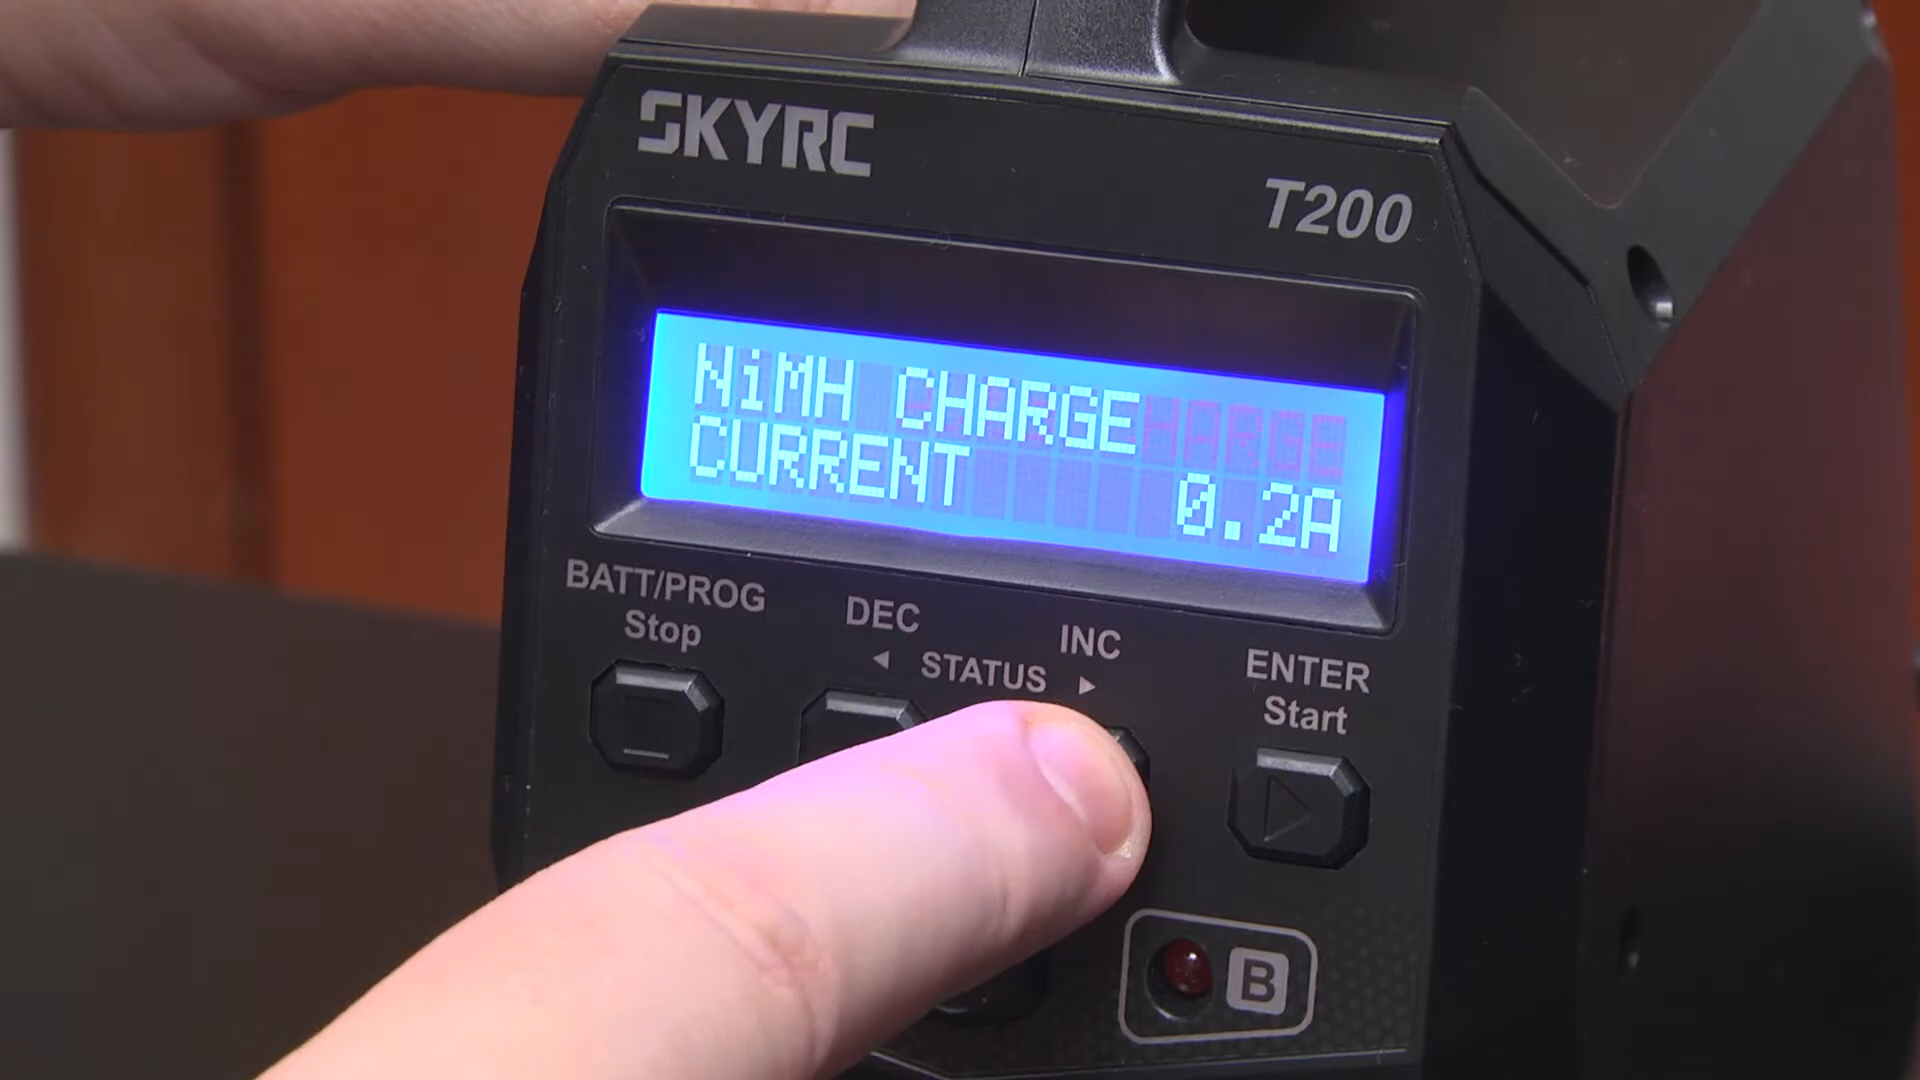 SKYRC
T200
NiMH CHARGE
CURRENT 0.2A
BATT/PROG
Stop
DEC
INC
◄ STATUS ►
ENTER
Start
B